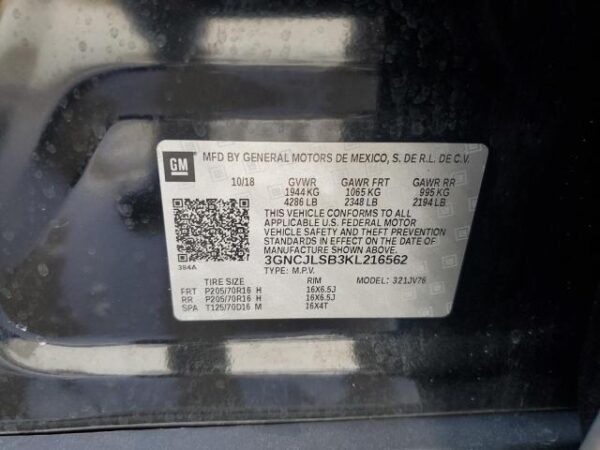 GM MFD BY GENERAL MOTORS DE MEXICO, S. DE R.L. DE C.V.
10/18 GVWR GAWR FRT GAWR RR
1944 KG 1065 KG 995 KG
4286 LB 2348 LB 2194 LB
THIS VEHICLE CONFORMS TO ALL
APPLICABLE U.S. FEDERAL MOTOR
VEHICLE SAFETY AND THEFT PREVENTION
STANDARDS IN EFFECT ON THE DATE OF
MANUFACTURE SHOWN ABOVE.
3GNCJLSB3KL216562
384A TYPE: M.P.V.
TIRE SIZE RIM MODEL: 321JV76
FRT P205/70R16 H 16X6.5J
RR P205/70R16 H 16X6.5J
SPA T125/70D16 M 16X4T